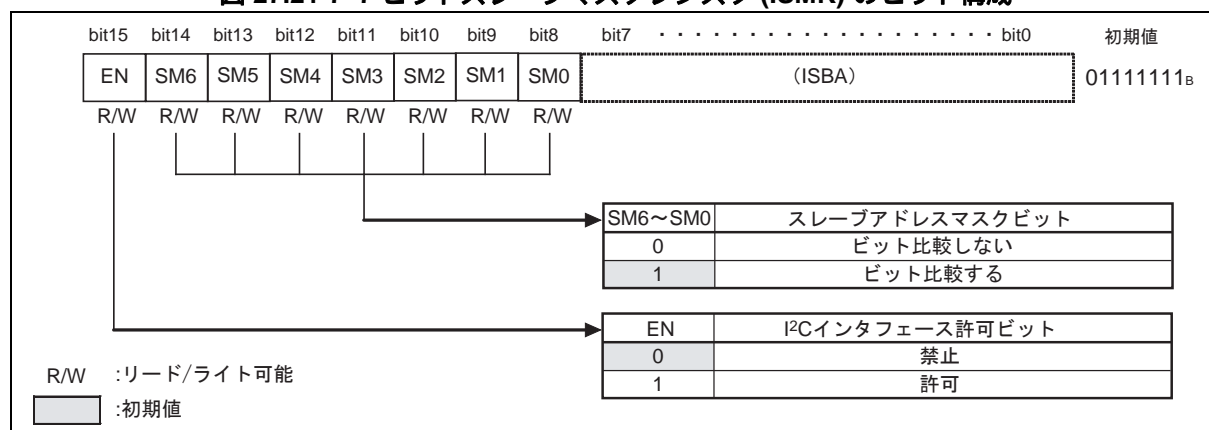 bit15 bit14 bit13 bit12 bit11 bit10 bit9 bit8 bit7 ・・・・・・・・・・・・・・・・・・・ bit0 初期値
EN SM6 SM5 SM4 SM3 SM2 SM1 SM0 (ISBA) 01111111B
R/W R/W R/W R/W R/W R/W R/W R/W
SM6～SM0 スレーブアドレスマスクビット
0 ビット比較しない
1 ビット比較する
EN I²Cインタフェース許可ビット
0 禁止
1 許可
R/W :リード/ライト可能
:初期値